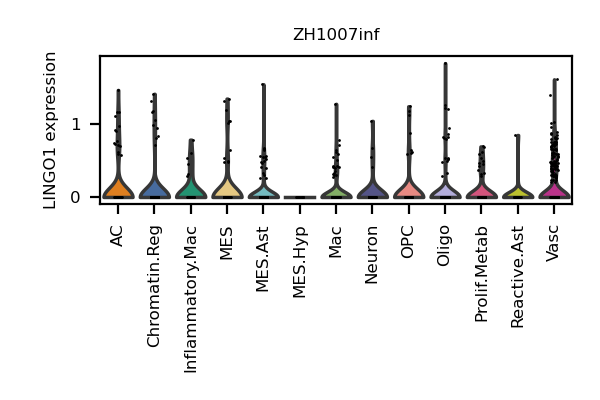 ZH1007inf
LINGO1 expression
1
0
AC
Chromatin.Reg
Inflammatory.Mac
MES
MES.Ast
MES.Hyp
Mac
Neuron
OPC
Oligo
Prolif.Metab
Reactive.Ast
Vasc